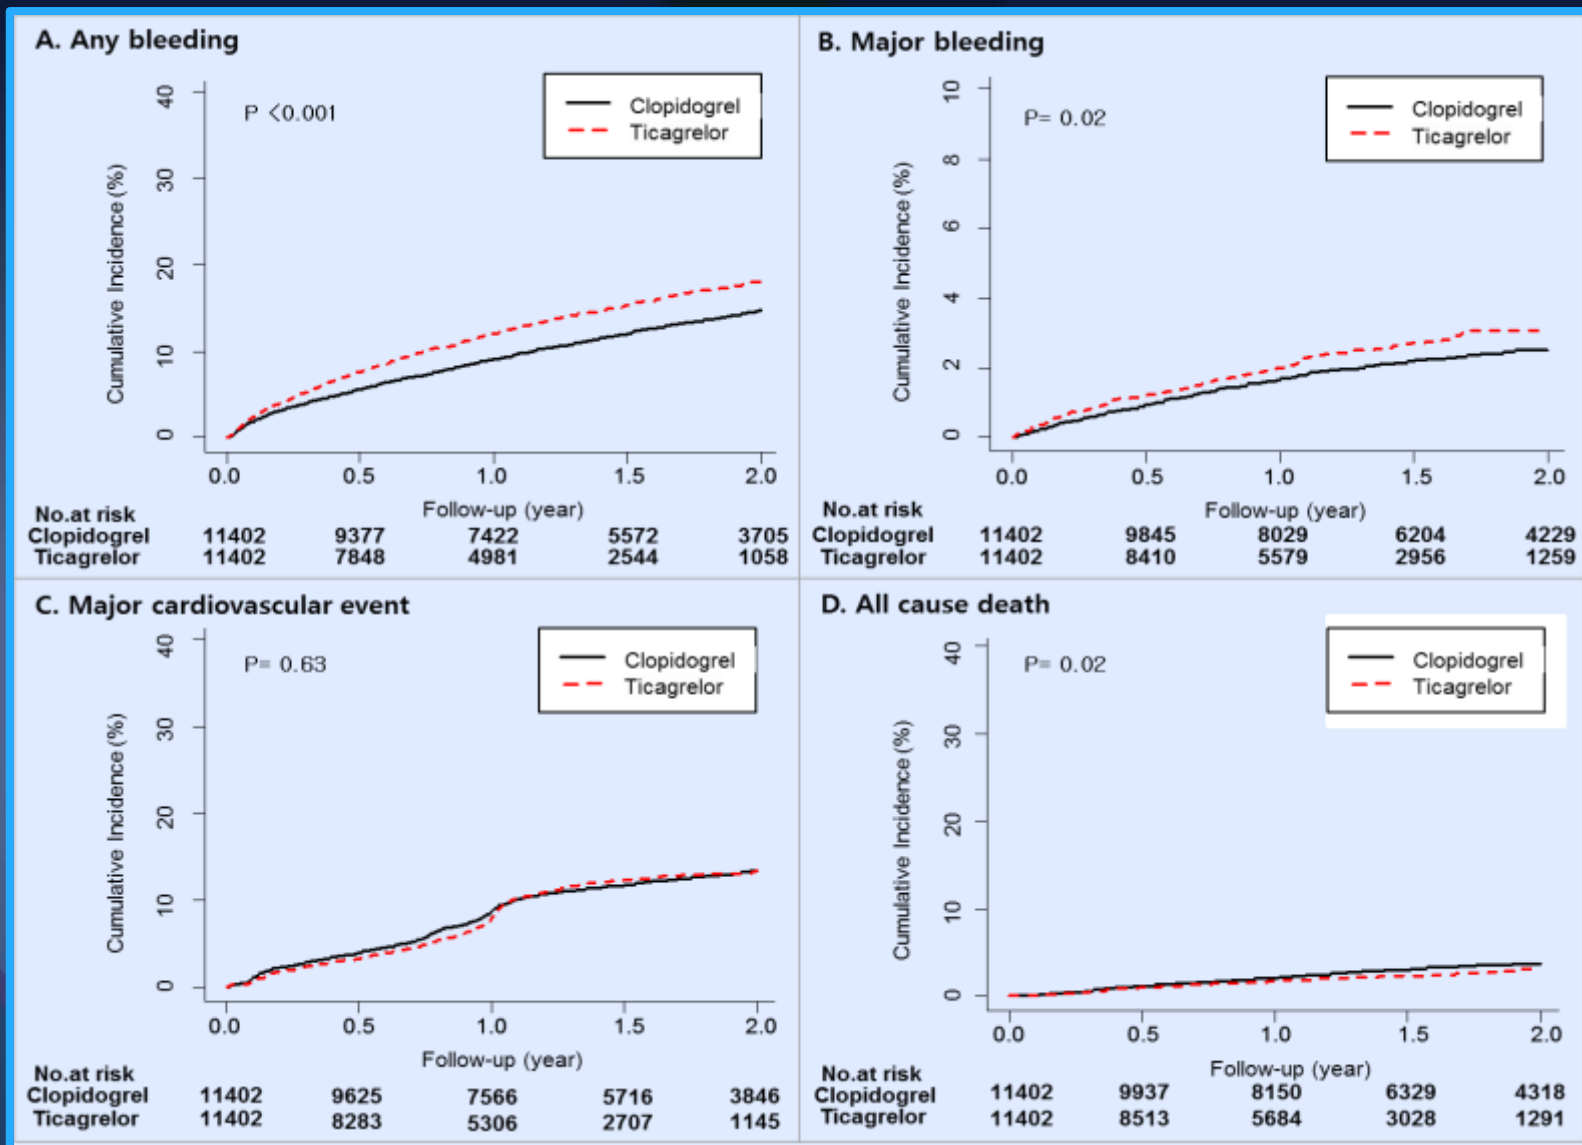 A. Any bleeding
P <0.001
Clopidogrel
Ticagrelor
Cumulative Incidence (%)
40
30
20
10
0
0.0 0.5 1.0 1.5 2.0
Follow-up (year)
No.at risk
Clopidogrel 11402 9377 7422 5572 3705
Ticagrelor 11402 7848 4981 2544 1058
B. Major bleeding
P= 0.02
Clopidogrel
Ticagrelor
Cumulative Incidence (%)
10
8
6
4
2
0
0.0 0.5 1.0 1.5 2.0
Follow-up (year)
No.at risk
Clopidogrel 11402 9845 8029 6204 4229
Ticagrelor 11402 8410 5579 2956 1259
C. Major cardiovascular event
P= 0.63
Clopidogrel
Ticagrelor
Cumulative Incidence (%)
40
30
20
10
0
0.0 0.5 1.0 1.5 2.0
Follow-up (year)
No.at risk
Clopidogrel 11402 9625 7566 5716 3846
Ticagrelor 11402 8283 5306 2707 1145
D. All cause death
P= 0.02
Clopidogrel
Ticagrelor
Cumulative Incidence (%)
40
30
20
10
0
0.0 0.5 1.0 1.5 2.0
Follow-up (year)
No.at risk
Clopidogrel 11402 9937 8150 6329 4318
Ticagrelor 11402 8513 5684 3028 1291